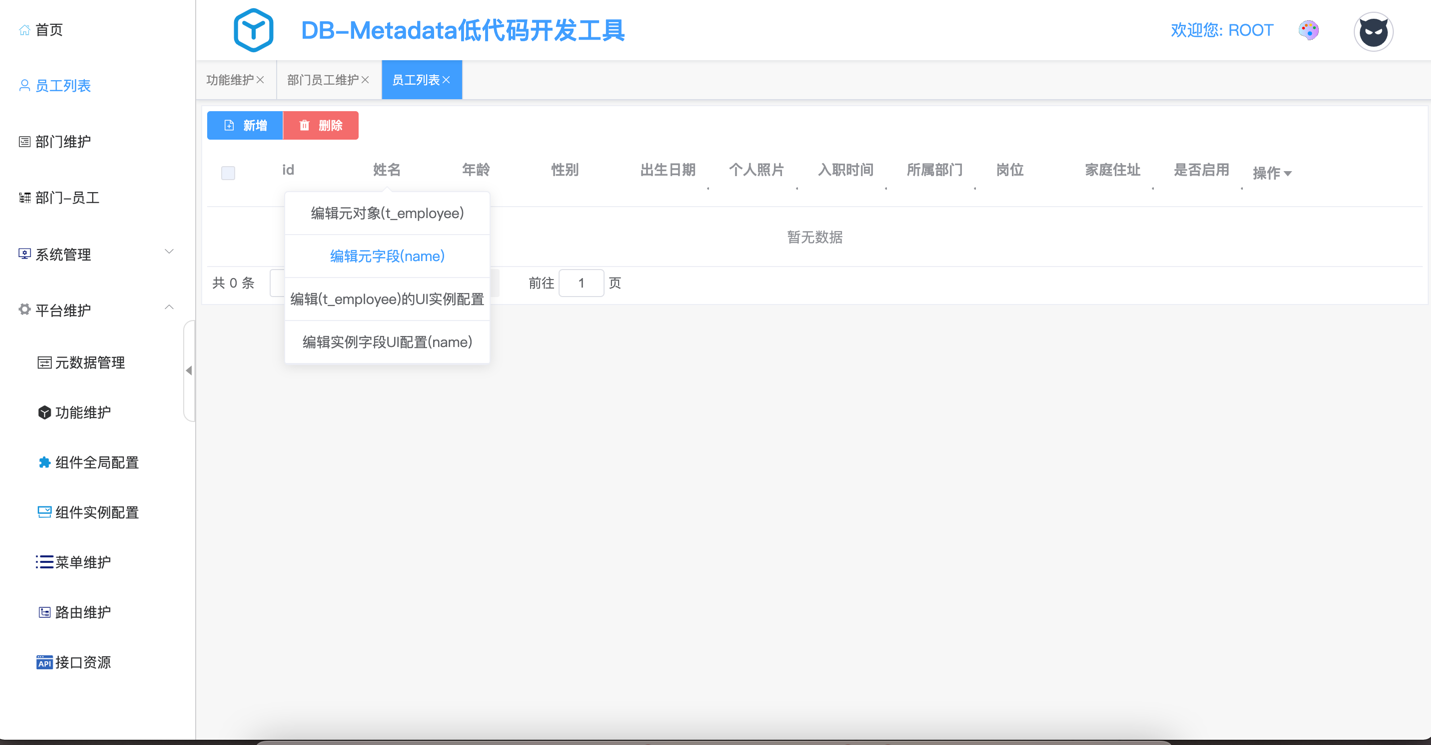 首页
员工列表
部门维护
部门-员工
系统管理
平台维护
元数据管理
功能维护
组件全局配置
组件实例配置
菜单维护
路由维护
API 接口资源
DB-Metadata低代码开发工具
欢迎您: ROOT
功能维护 部门员工维护 员工列表
新增 删除
id 姓名 年龄 性别 出生日期 个人照片 入职时间 所属部门 岗位 家庭住址 是否启用 操作
编辑元对象(t_employee)
编辑元字段(name)
编辑(t_employee)的UI实例配置
编辑实例字段UI配置(name)
暂无数据
共 0 条 前往 1 页